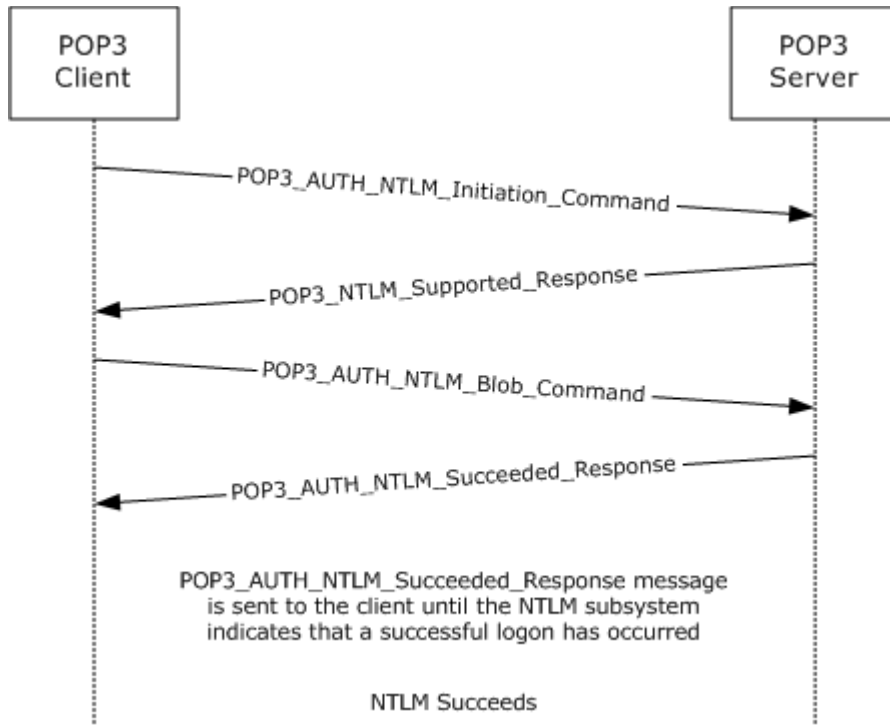 POP3
Client
POP3
Server
POP3_AUTH_NTLM_Initiation_Command
POP3_NTLM_Supported_Response
POP3_AUTH_NTLM_Blob_Command
POP3_AUTH_NTLM_Succeeded_Response
POP3_AUTH_NTLM_Succeeded_Response message
is sent to the client until the NTLM subsystem
indicates that a successful logon has occurred
NTLM Succeeds